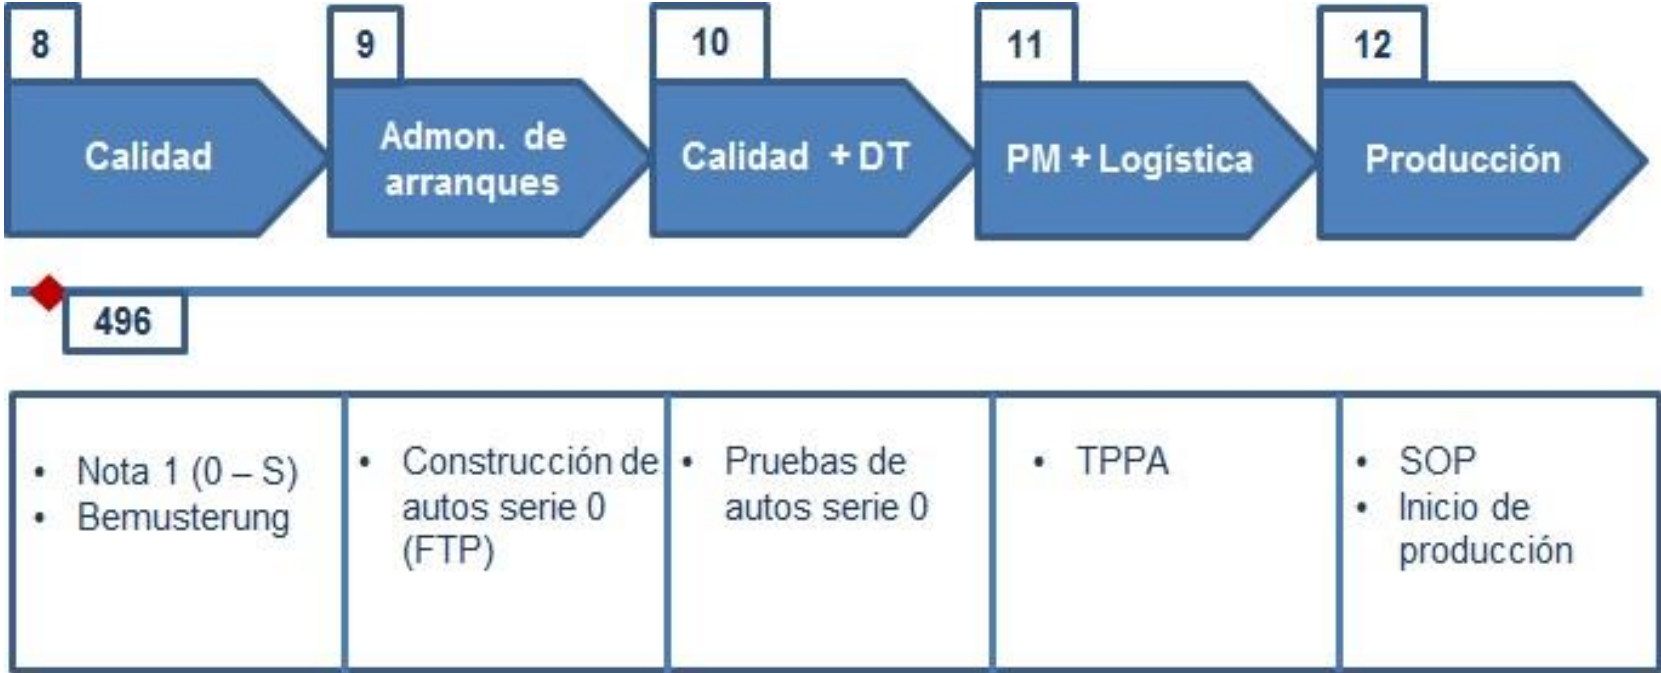 8
9
10
11
12
Calidad
Admon. de
arranques
Calidad + DT
PM + Logística
Producción
496
• Nota 1 (0 – S)
• Bemusterung
• Construcción de
autos serie 0
(FTP)
• Pruebas de
autos serie 0
• TPPA
• SOP
• Inicio de
producción